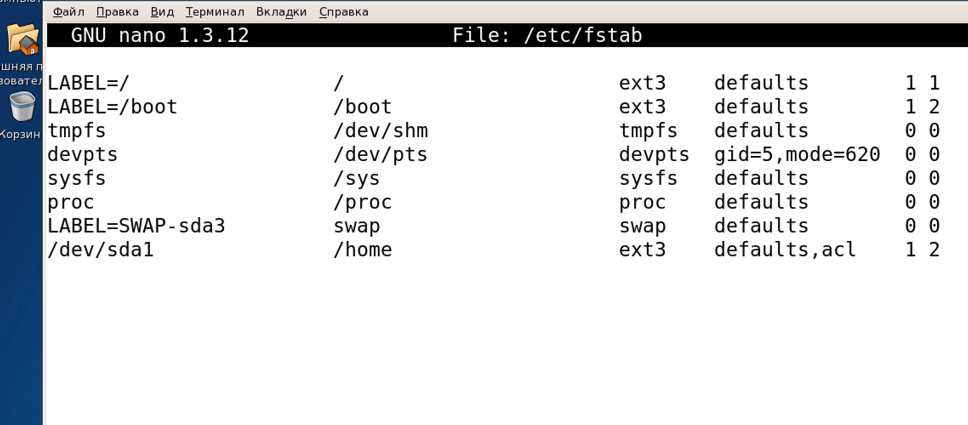 Файл Правка Вид Терминал Вкладки Справка
GNU nano 1.3.12 File: /etc/fstab
LABEL=/ / ext3 defaults 1 1
LABEL=/boot /boot ext3 defaults 1 2
tmpfs /dev/shm tmpfs defaults 0 0
devpts /dev/pts devpts gid=5,mode=620 0 0
sysfs /sys sysfs defaults 0 0
proc /proc proc defaults 0 0
LABEL=SWAP-sda3 swap swap defaults 0 0
/dev/sda1 /home ext3 defaults,acl 1 2
шняя п
зовател
Корзин